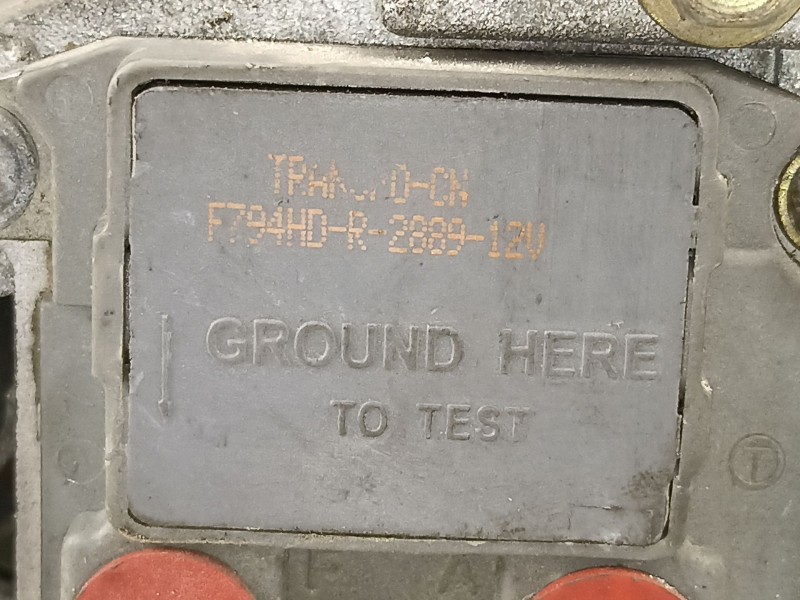 F794HD-R-2889-12V
GROUND HERE
TO TEST
T